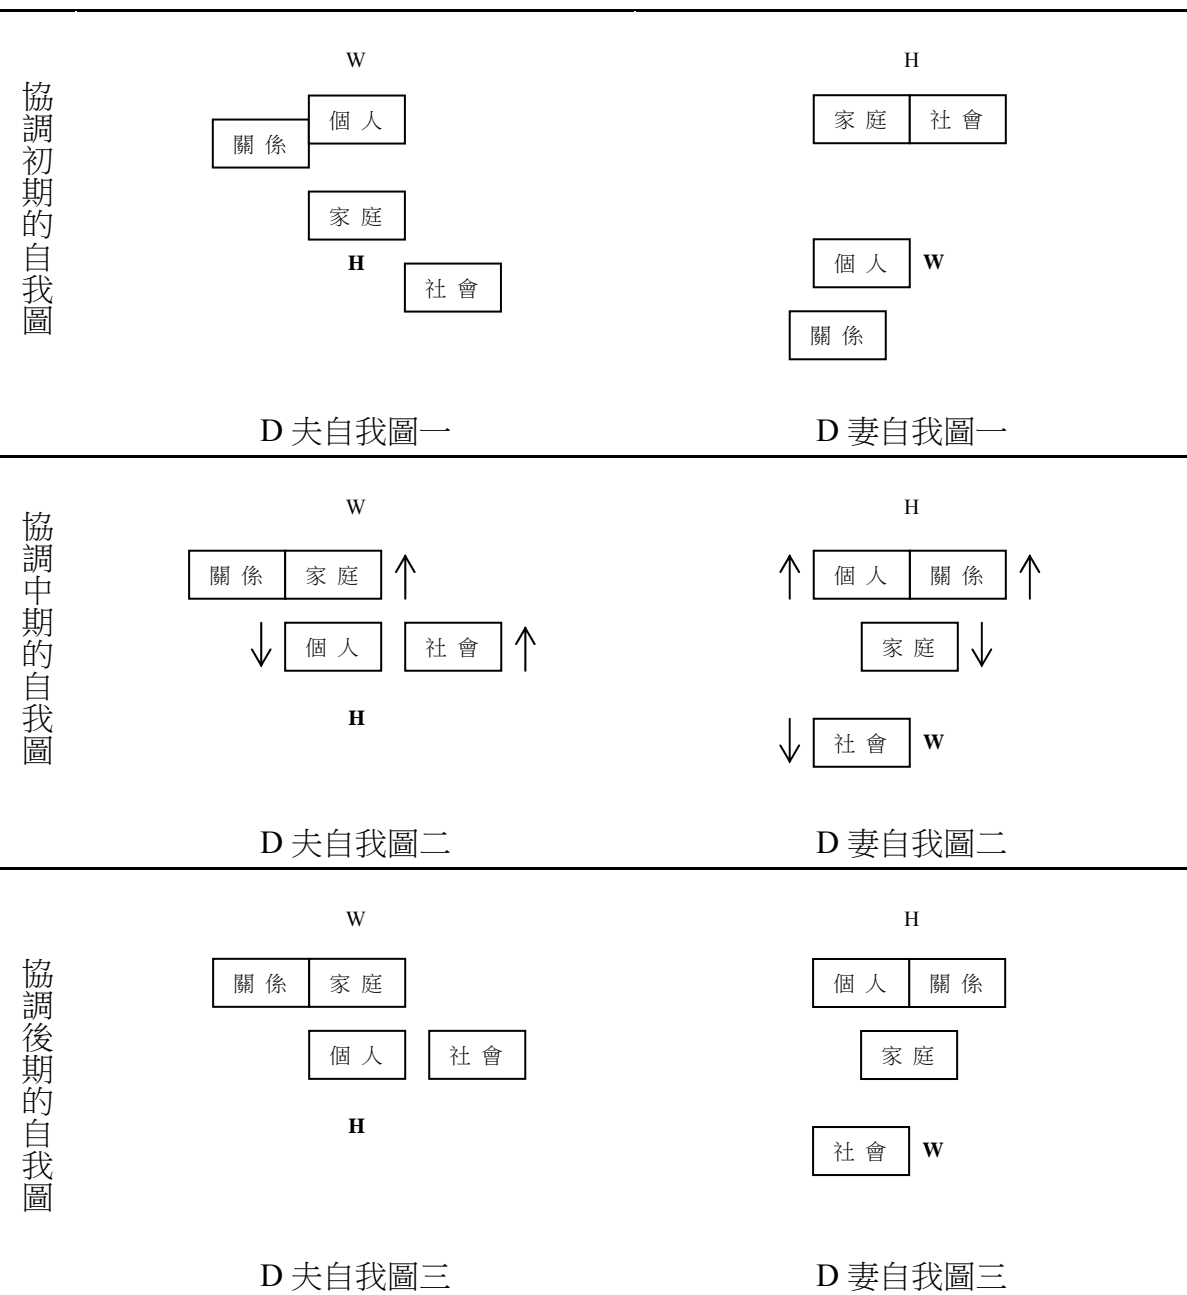 協調初期的自我圖
W
個人
關係
家庭
H
社會
D 夫自我圖一
H
家庭 社會
個人 W
關係
D 妻自我圖一
協調中期的自我圖
W
關係 家庭
個人 社會
H
D 夫自我圖二
H
個人 關係
家庭
社會 W
D 妻自我圖二
協調後期的自我圖
W
關係 家庭
個人 社會
H
D 夫自我圖三
H
個人 關係
家庭
社會 W
D 妻自我圖三